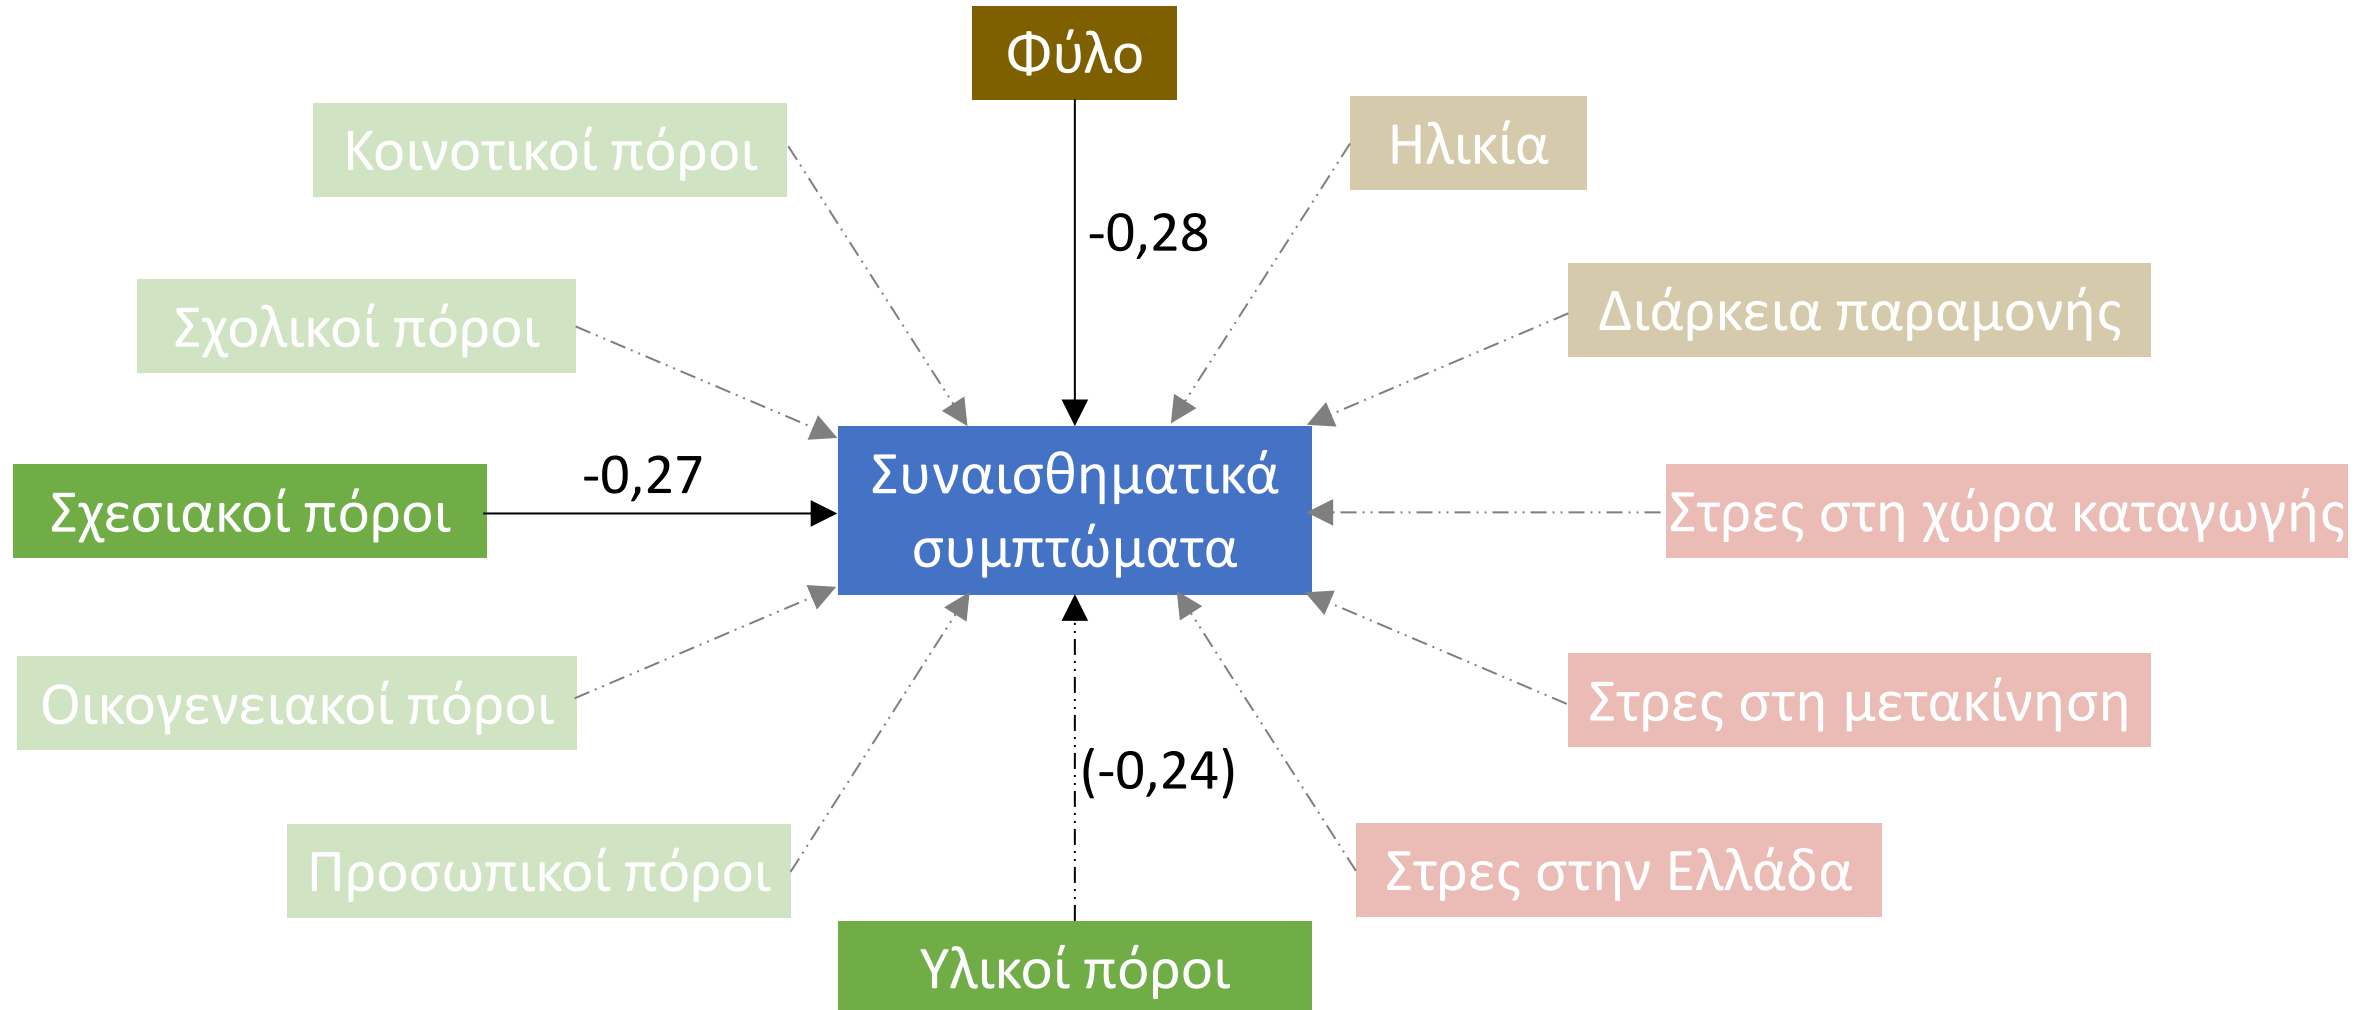 Φύλο
Κοινοτικοί πόροι
Ηλικία
-0,28
Σχολικοί πόροι
Διάρκεια παραμονής
Σχεσιακοί πόροι
-0,27
Συναισθηματικά
συμπτώματα
Στρες στη χώρα καταγωγής
Οικογενειακοί πόροι
Στρες στη μετακίνηση
(-0,24)
Προσωπικοί πόροι
Στρες στην Ελλάδα
Υλικοί πόροι